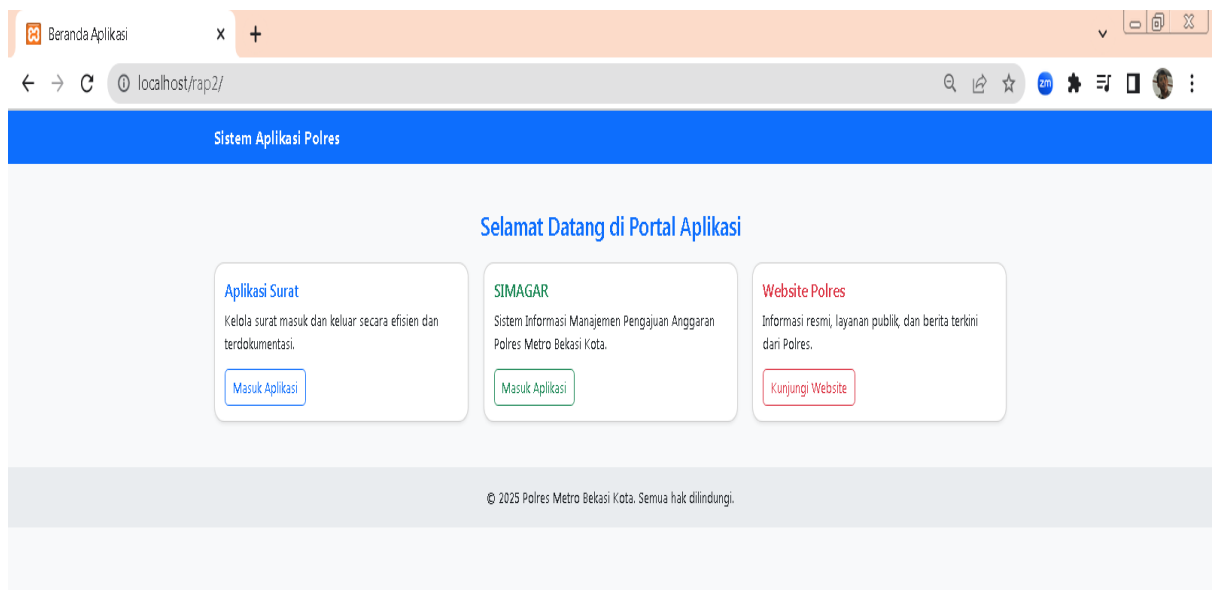 Beranda Aplikasi
localhost/rap2/
zm
Sistem Aplikasi Polres
Selamat Datang di Portal Aplikasi
Aplikasi Surat
Kelola surat masuk dan keluar secara efisien dan
terdokumentasi.
Masuk Aplikasi
SIMAGAR
Sistem Informasi Manajemen Pengajuan Anggaran
Polres Metro Bekasi Kota.
Masuk Aplikasi
Website Polres
Informasi resmi, layanan publik, dan berita terkini
dari Polres.
Kunjungi Website
© 2025 Polres Metro Bekasi Kota. Semua hak dilindungi.